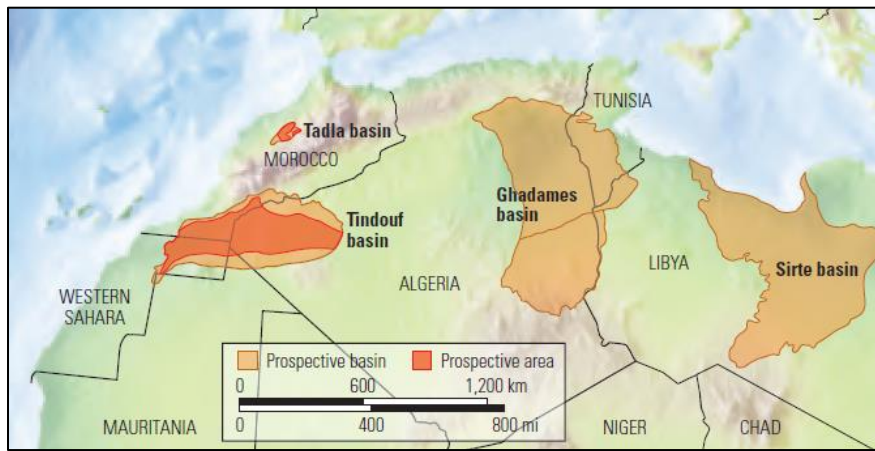 TUNISIA
Tadla basin
MOROCCO
Ghadames
basin
Tindouf
basin
LIBYA
Sirte basin
ALGERIA
WESTERN
SAHARA
Prospective basin
Prospective area
0 600 1,200 km
0 400 800 mi
MAURITANIA
NIGER
CHAD